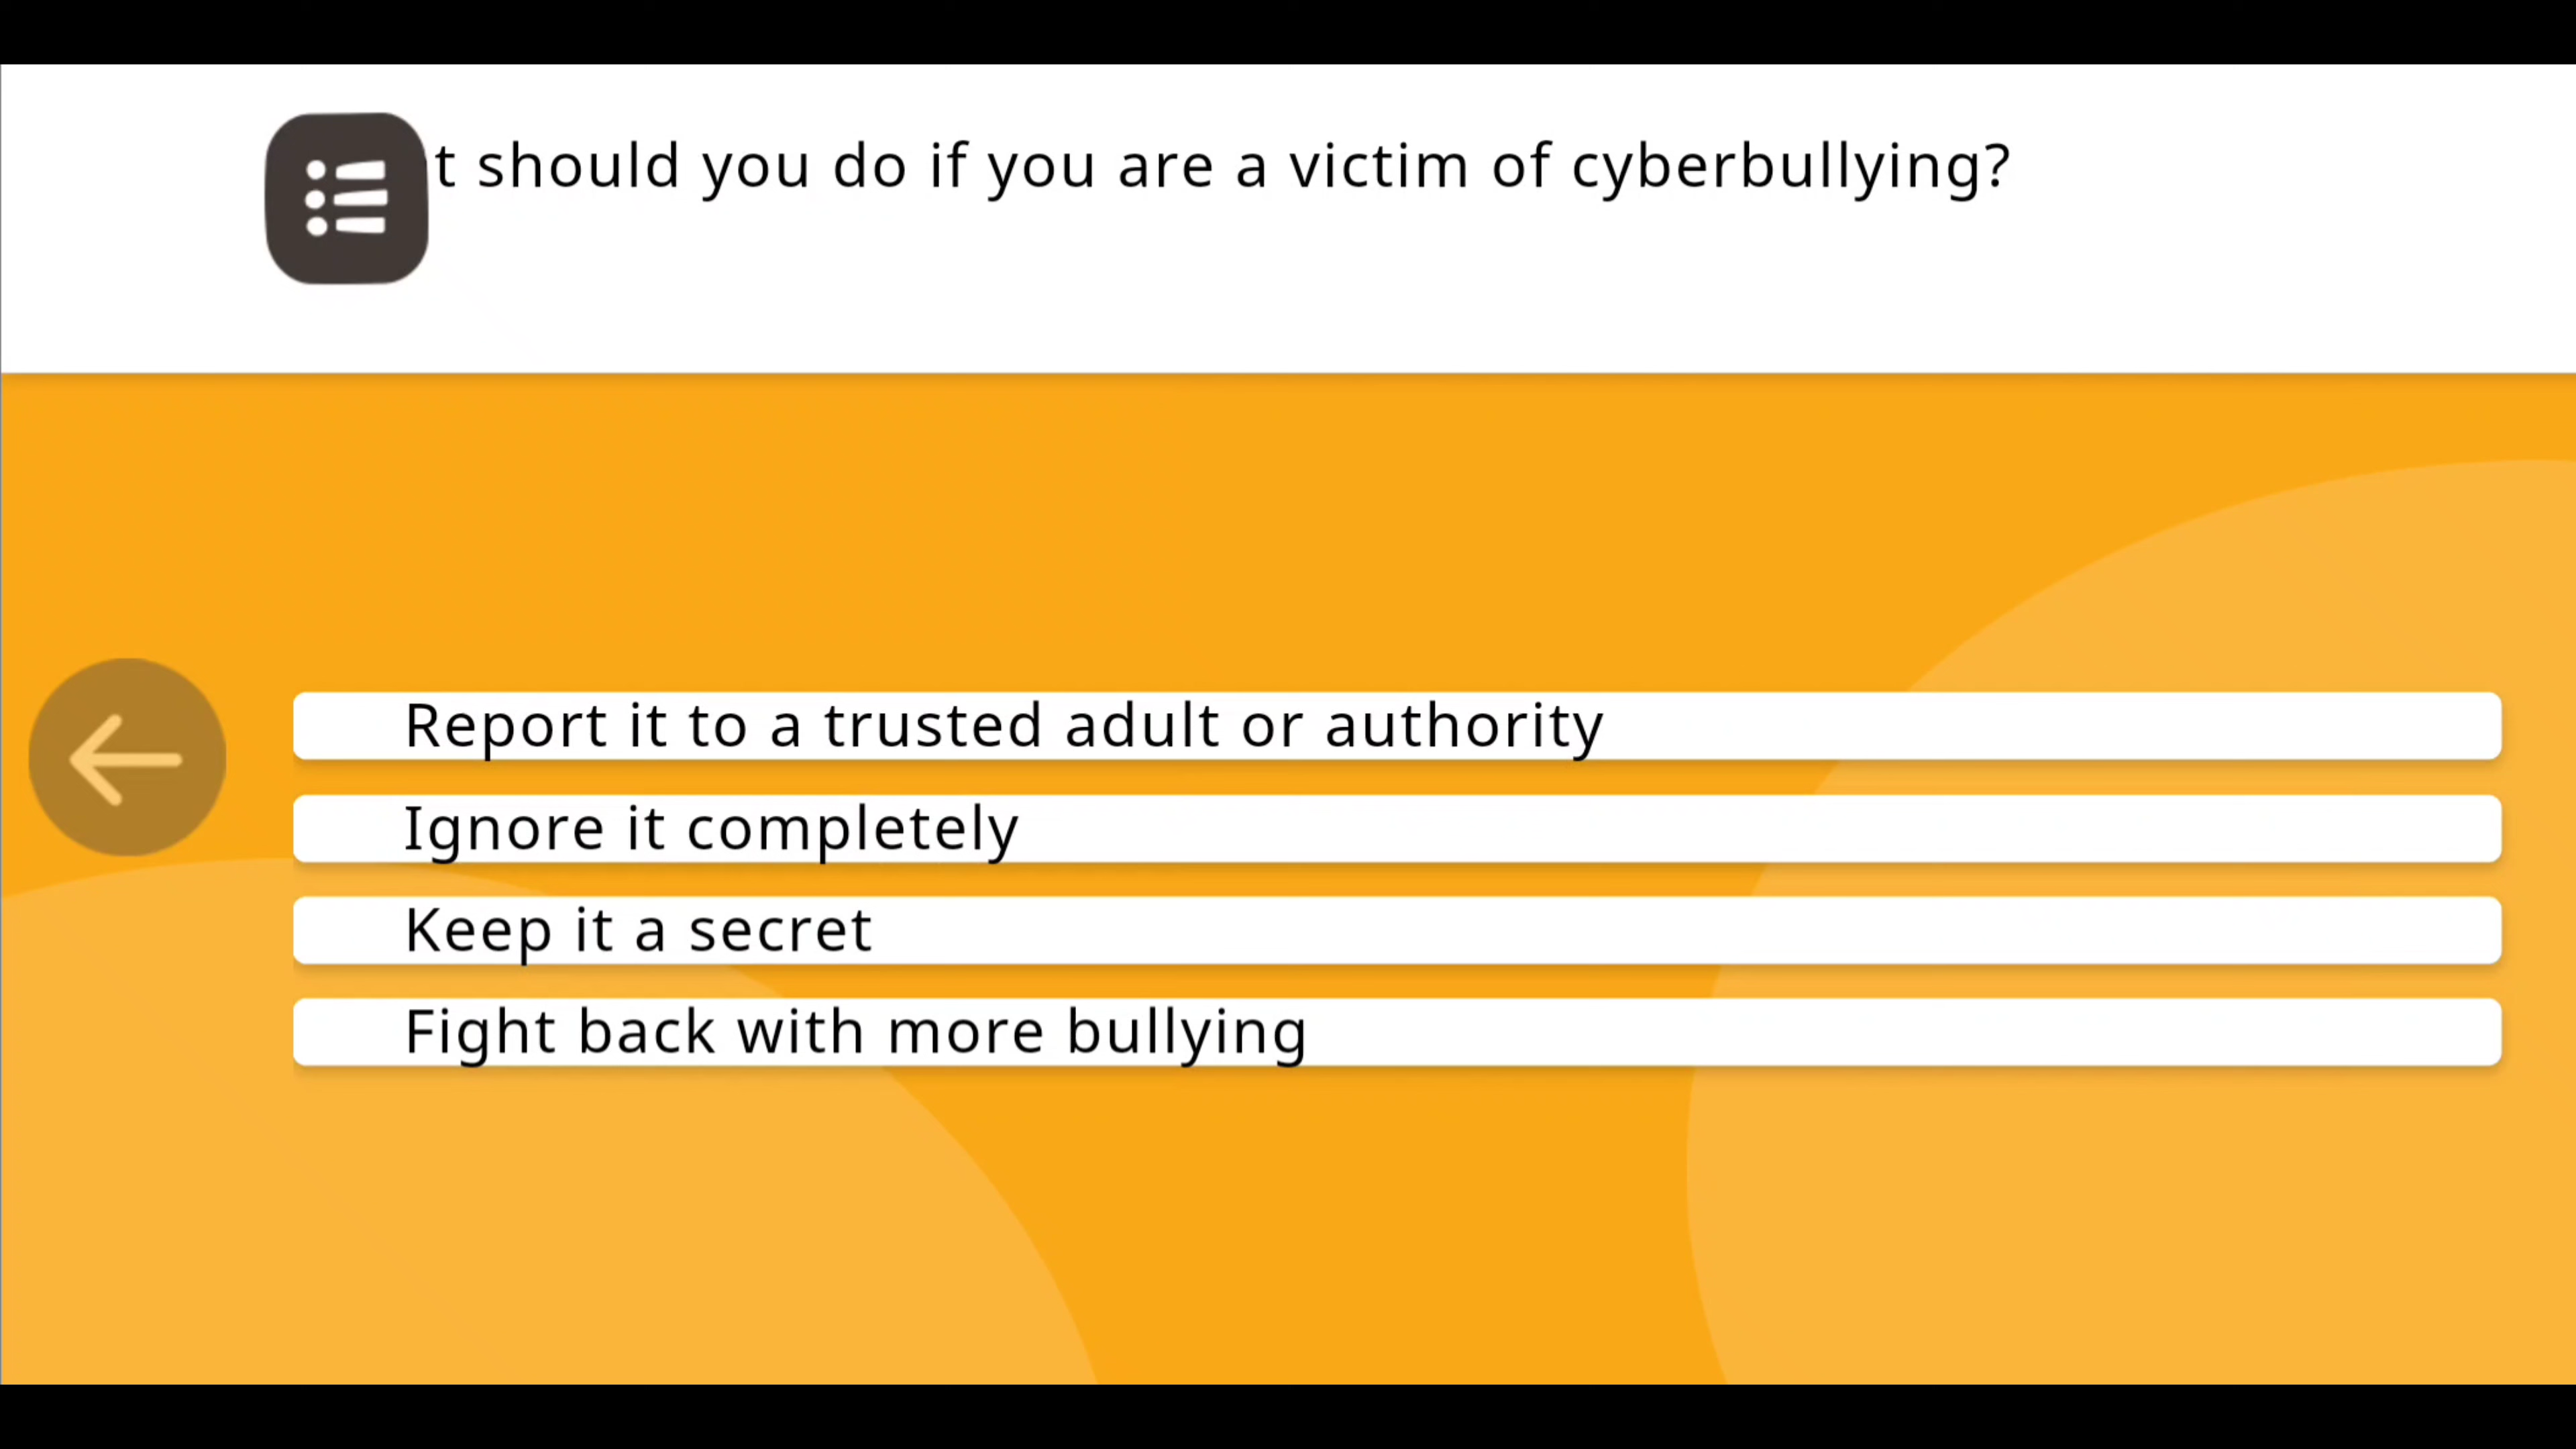 t should you do if you are a victim of cyberbullying?
Report it to a trusted adult or authority
Ignore it completely
Keep it a secret
Fight back with more bullying